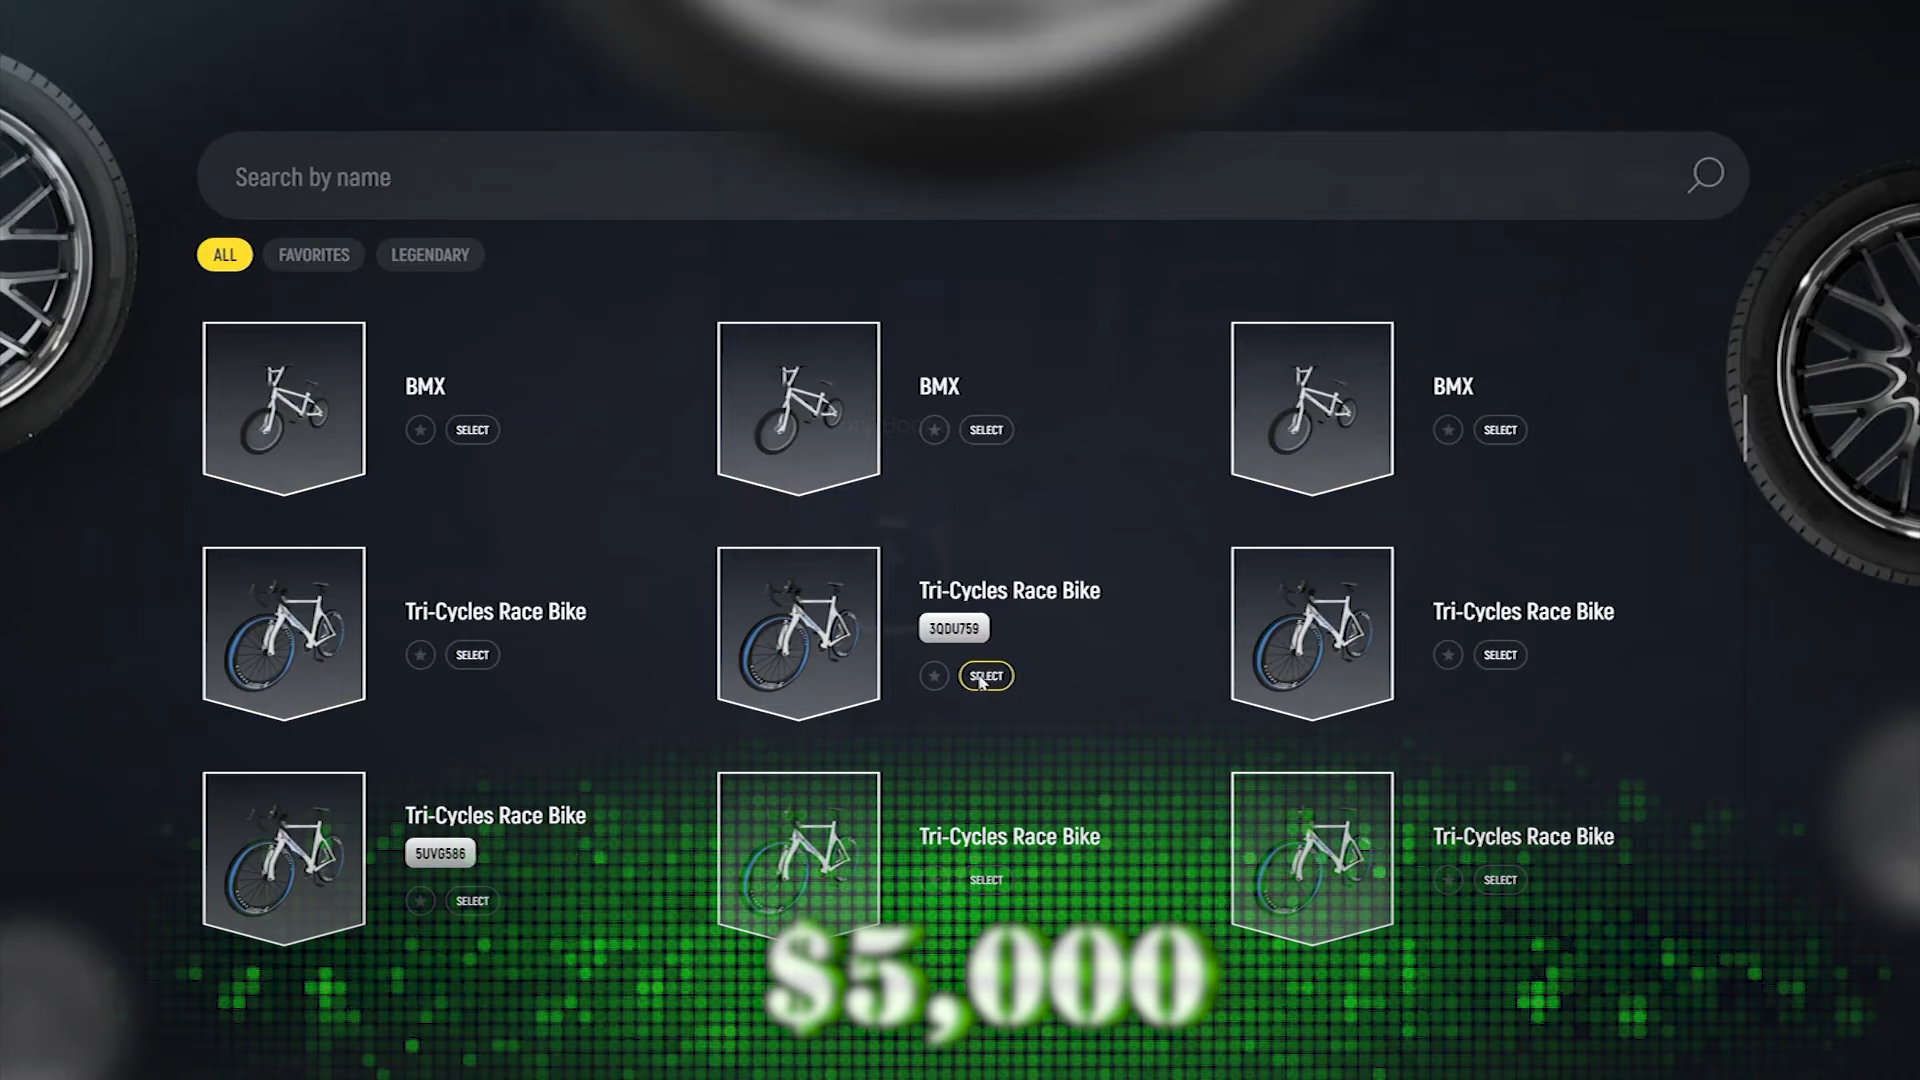 Search by name
ALL FAVORITES LEGENDARY
BMX
SELECT
BMX
SELECT
BMX
SELECT
Tri-Cycles Race Bike
SELECT
Tri-Cycles Race Bike
3QDU759
SELECT
Tri-Cycles Race Bike
SELECT
Tri-Cycles Race Bike
5UVG586
SELECT
Tri-Cycles Race Bike
SELECT
Tri-Cycles Race Bike
SELECT
$5,000